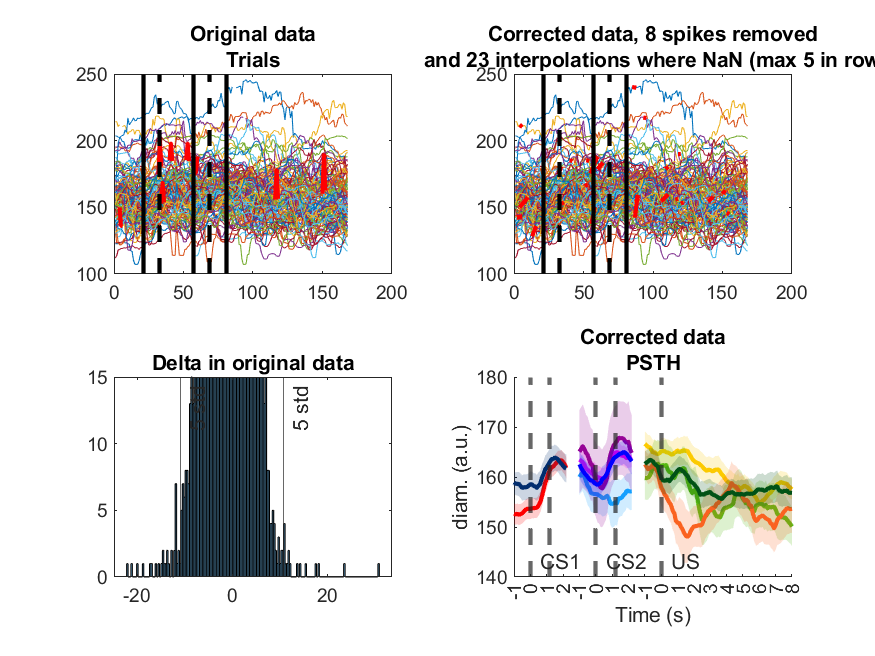 Original data
Trials
250
200
150
100
0
50
100
150
200
Corrected data, 8 spikes removed
and 23 interpolations where NaN (max 5 in row
250
200
150
100
0
50
100
150
200
Delta in original data
15
10
5
0
-20
0
20
5 std
Corrected data
PSTH
180
170
160
150
140
diam. (a.u.)
CS1
CS2
US
-1 0 1 2 -1 0 1 2 -1 0 1 2 3 4 5 6 7 8
Time (s)